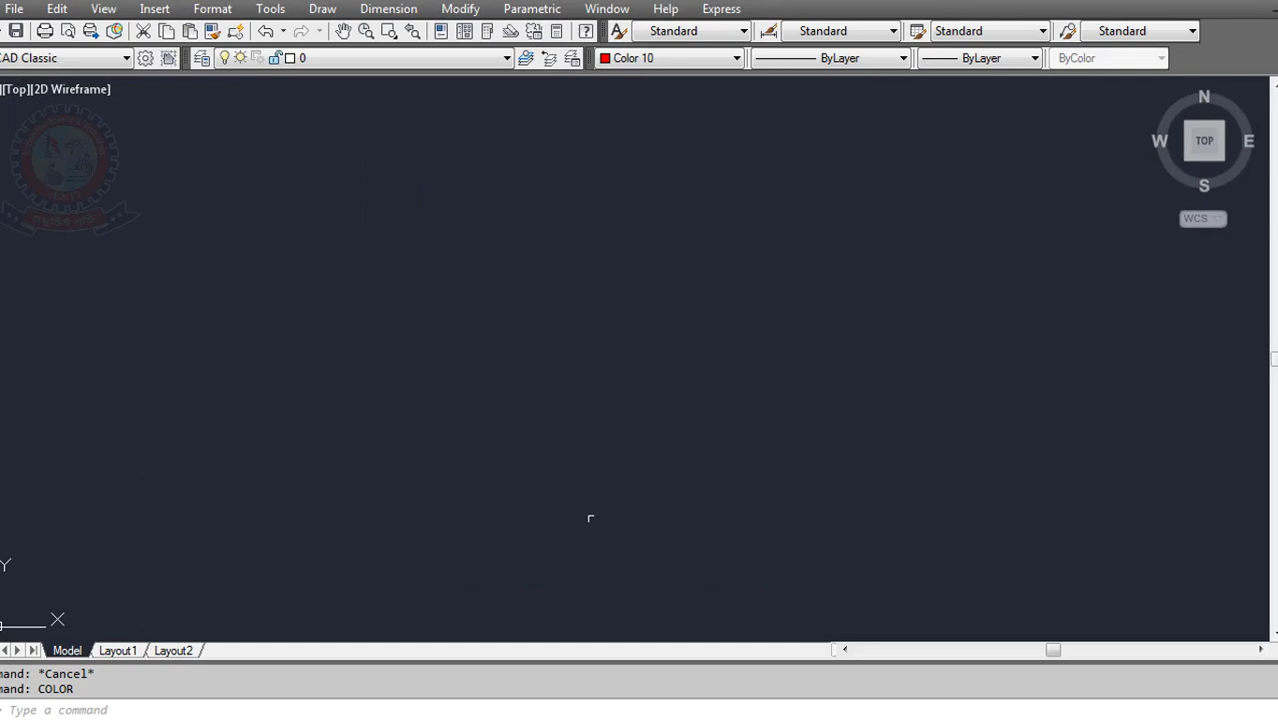 File Edit View Insert Format Tools Draw Dimension Modify Parametric Window Help Express
Standard Standard Standard Standard
CAD Classic 0 Color 10 ByLayer ByLayer ByColor
][Top][2D Wireframe]
N
W TOP E
S
WCS
Y
X
Model Layout1 Layout2
mand: *Cancel*
mand: COLOR
Type a command